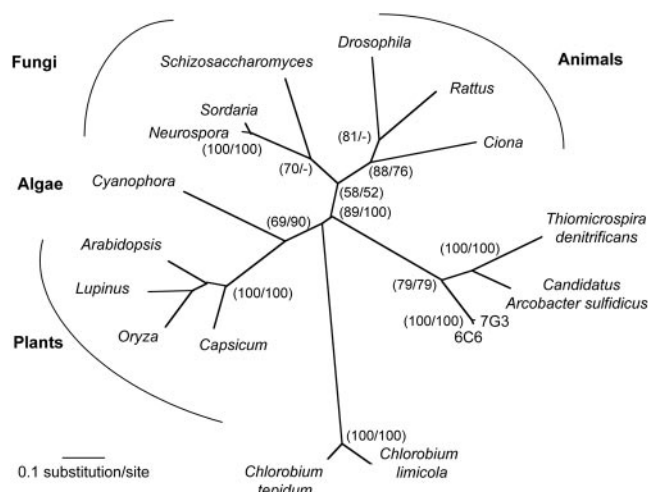 Drosophila
Animals
Fungi
Schizosaccharomyces
Rattus
Sordaria
Neurospora
(100/100)
(81/-)
Ciona
(70/-)
(88/76)
Algae
Cyanophora
(58/52)
(69/90)
(89/100)
Thiomicrospira
denitrificans
(100/100)
Arabidopsis
Lupinus
(100/100)
(79/79)
Candidatus
Arcobacter sulfidicus
(100/100)
7G3
6C6
Oryza
Capsicum
Plants
(100/100)
Chlorobium
limicola
Chlorobium
tepidum
0.1 substitution/site